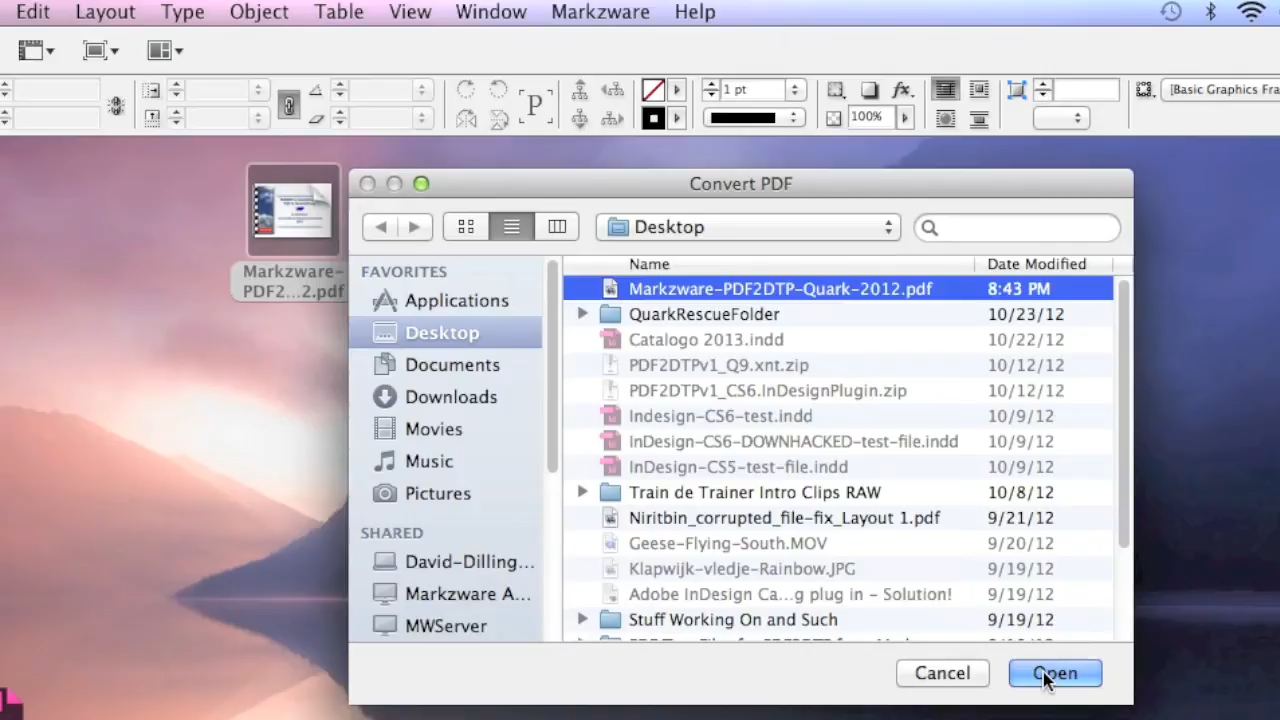 Edit Layout Type Object Table View Window Markzware Help
1 pt
[Basic Graphics Fra
100%
P
Markzware-
PDF2...2.pdf
Convert PDF
Desktop
FAVORITES
Applications
Desktop
Documents
Downloads
Movies
Music
Pictures
SHARED
David-Dilling...
Markzware A...
MWServer
Name Date Modified
Markzware-PDF2DTP-Quark-2012.pdf 8:43 PM
QuarkRescueFolder 10/23/12
Catalogo 2013.indd 10/22/12
PDF2DTPv1_Q9.xnt.zip 10/12/12
PDF2DTPv1_CS6.InDesignPlugin.zip 10/12/12
Indesign-CS6-test.indd 10/9/12
InDesign-CS6-DOWNHACKED-test-file.indd 10/9/12
InDesign-CS5-test-file.indd 10/9/12
Train de Trainer Intro Clips RAW 10/8/12
Niritbin_corrupted_file-fix_Layout 1.pdf 9/21/12
Geese-Flying-South.MOV 9/20/12
Klapwijk-vledje-Rainbow.JPG 9/19/12
Adobe InDesign Ca...g plug in - Solution! 9/19/12
Stuff Working On and Such 9/19/12
Cancel Open